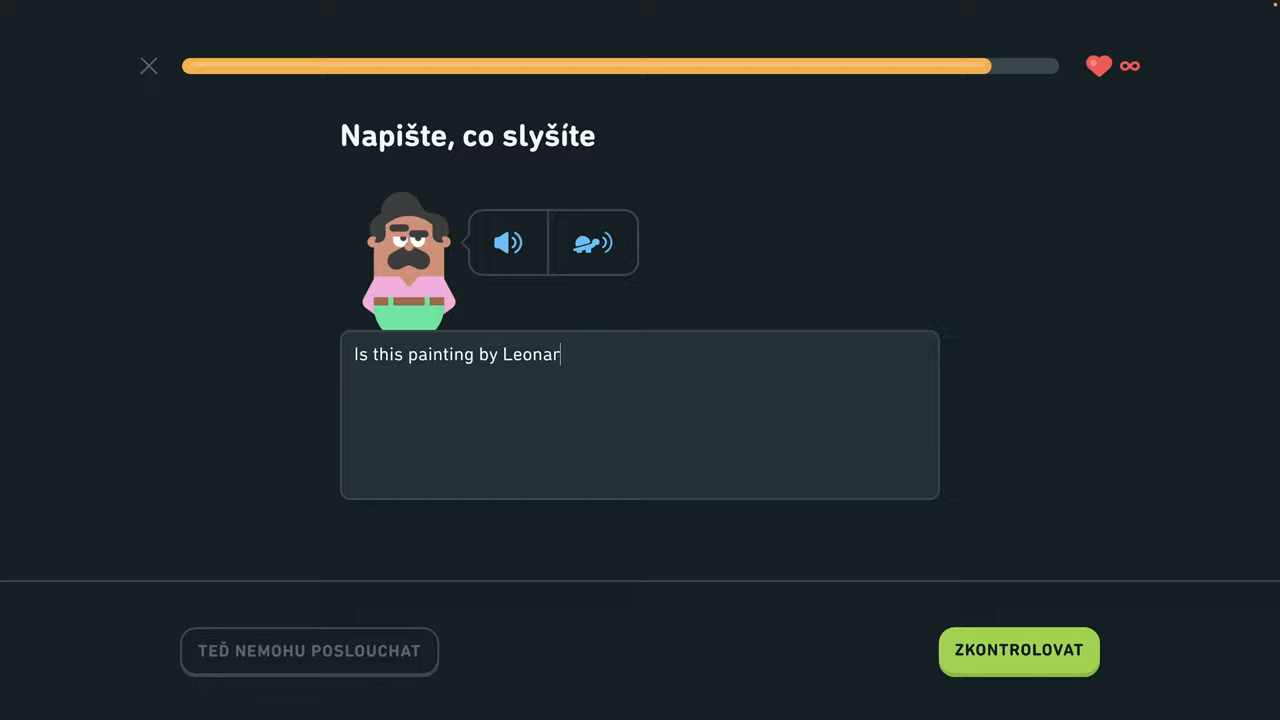 Napište, co slyšíte
Is this painting by Leonar
TEĎ NEMOHU POSLOUCHAT
ZKONTROLOVAT